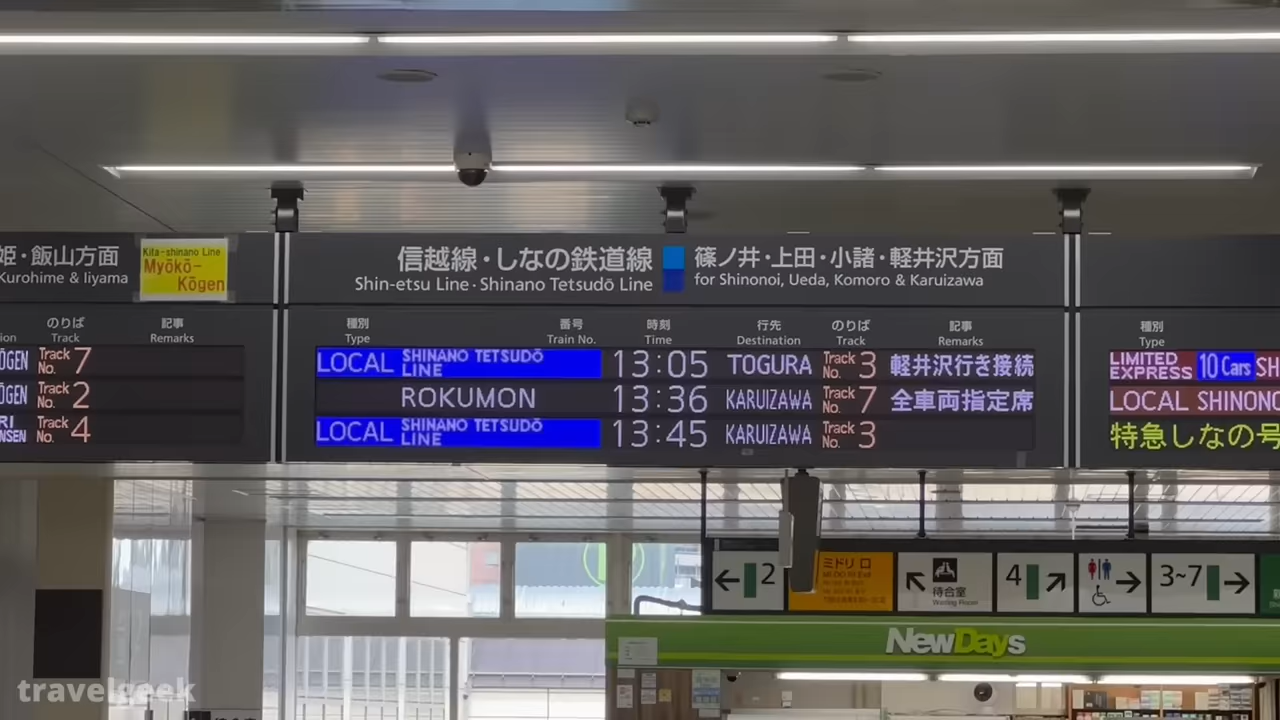 姫・飯山方面
Kurohime & Iiyama
Kita-shinano Line
Myōkō-
Kōgen
信越線・しなの鉄道線
Shin-etsu Line・Shinano Tetsudō Line
篠ノ井・上田・小諸・軽井沢方面
for Shinonoi, Ueda, Komoro & Karuizawa
のりば 記事
Track Remarks
ŌGEN Track No. 7
ŌGEN Track No. 2
Track No. 4
種別 番号 時刻 行先 のりば 記事
Type Train No. Time Destination Track Remarks
LOCAL SHINANO TETSUDŌ LINE 13:05 TOGURA Track No. 3 軽井沢行き接続
ROKUMON 13:36 KARUIZAWA Track No. 7 全車両指定席
LOCAL SHINANO TETSUDŌ LINE 13:45 KARUIZAWA Track No. 3
種別
Type
LIMITED EXPRESS 10 Cars SH
LOCAL SHINONO
特急しなの号
← 2
ミドリ 口
↖ 待合室
Waiting Room
4 ↗
→
3~7 →
NewDays
travelgeek